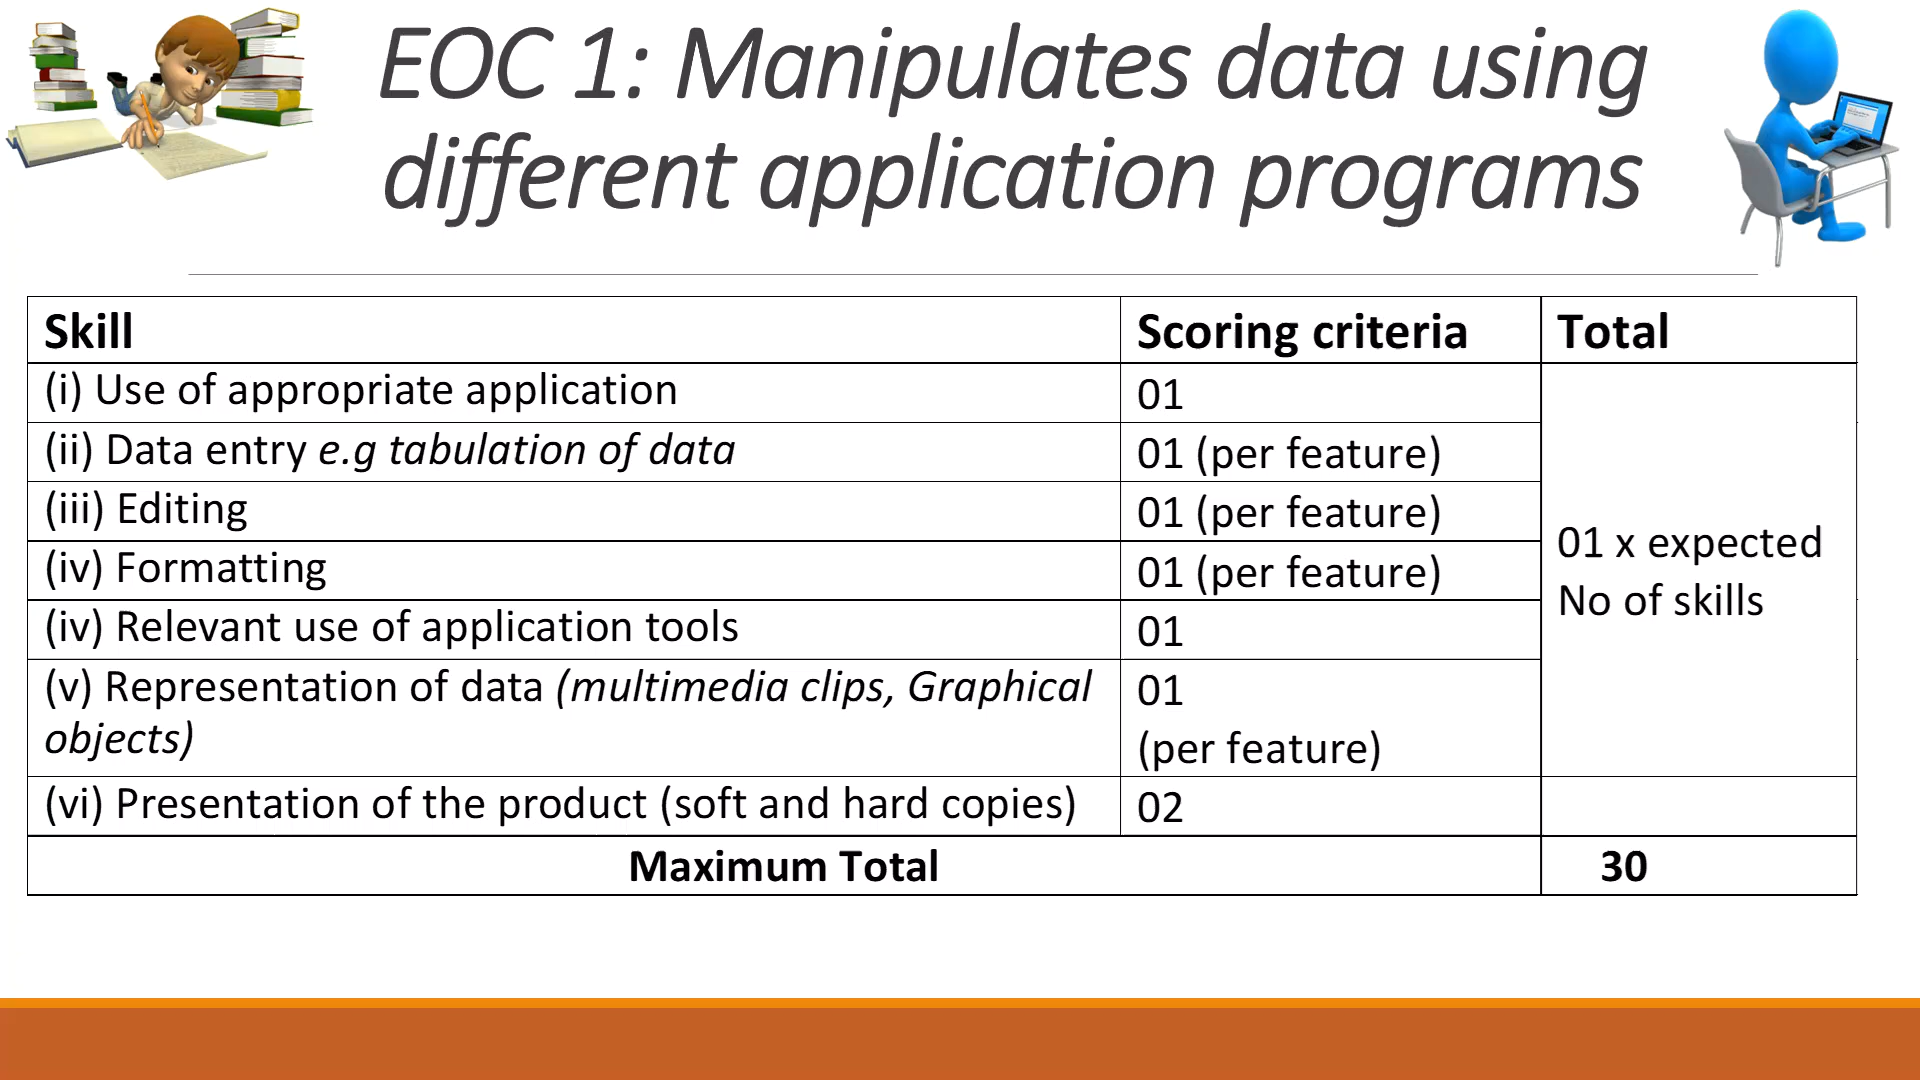 EOC 1: Manipulates data using
different application programs
Skill
Scoring criteria
Total
(i) Use of appropriate application
01
(ii) Data entry e.g tabulation of data
01 (per feature)
(iii) Editing
01 (per feature)
(iv) Formatting
01 (per feature)
(iv) Relevant use of application tools
01
(v) Representation of data (multimedia clips, Graphical
objects)
01
(per feature)
01 x expected
No of skills
(vi) Presentation of the product (soft and hard copies)
02
Maximum Total
30